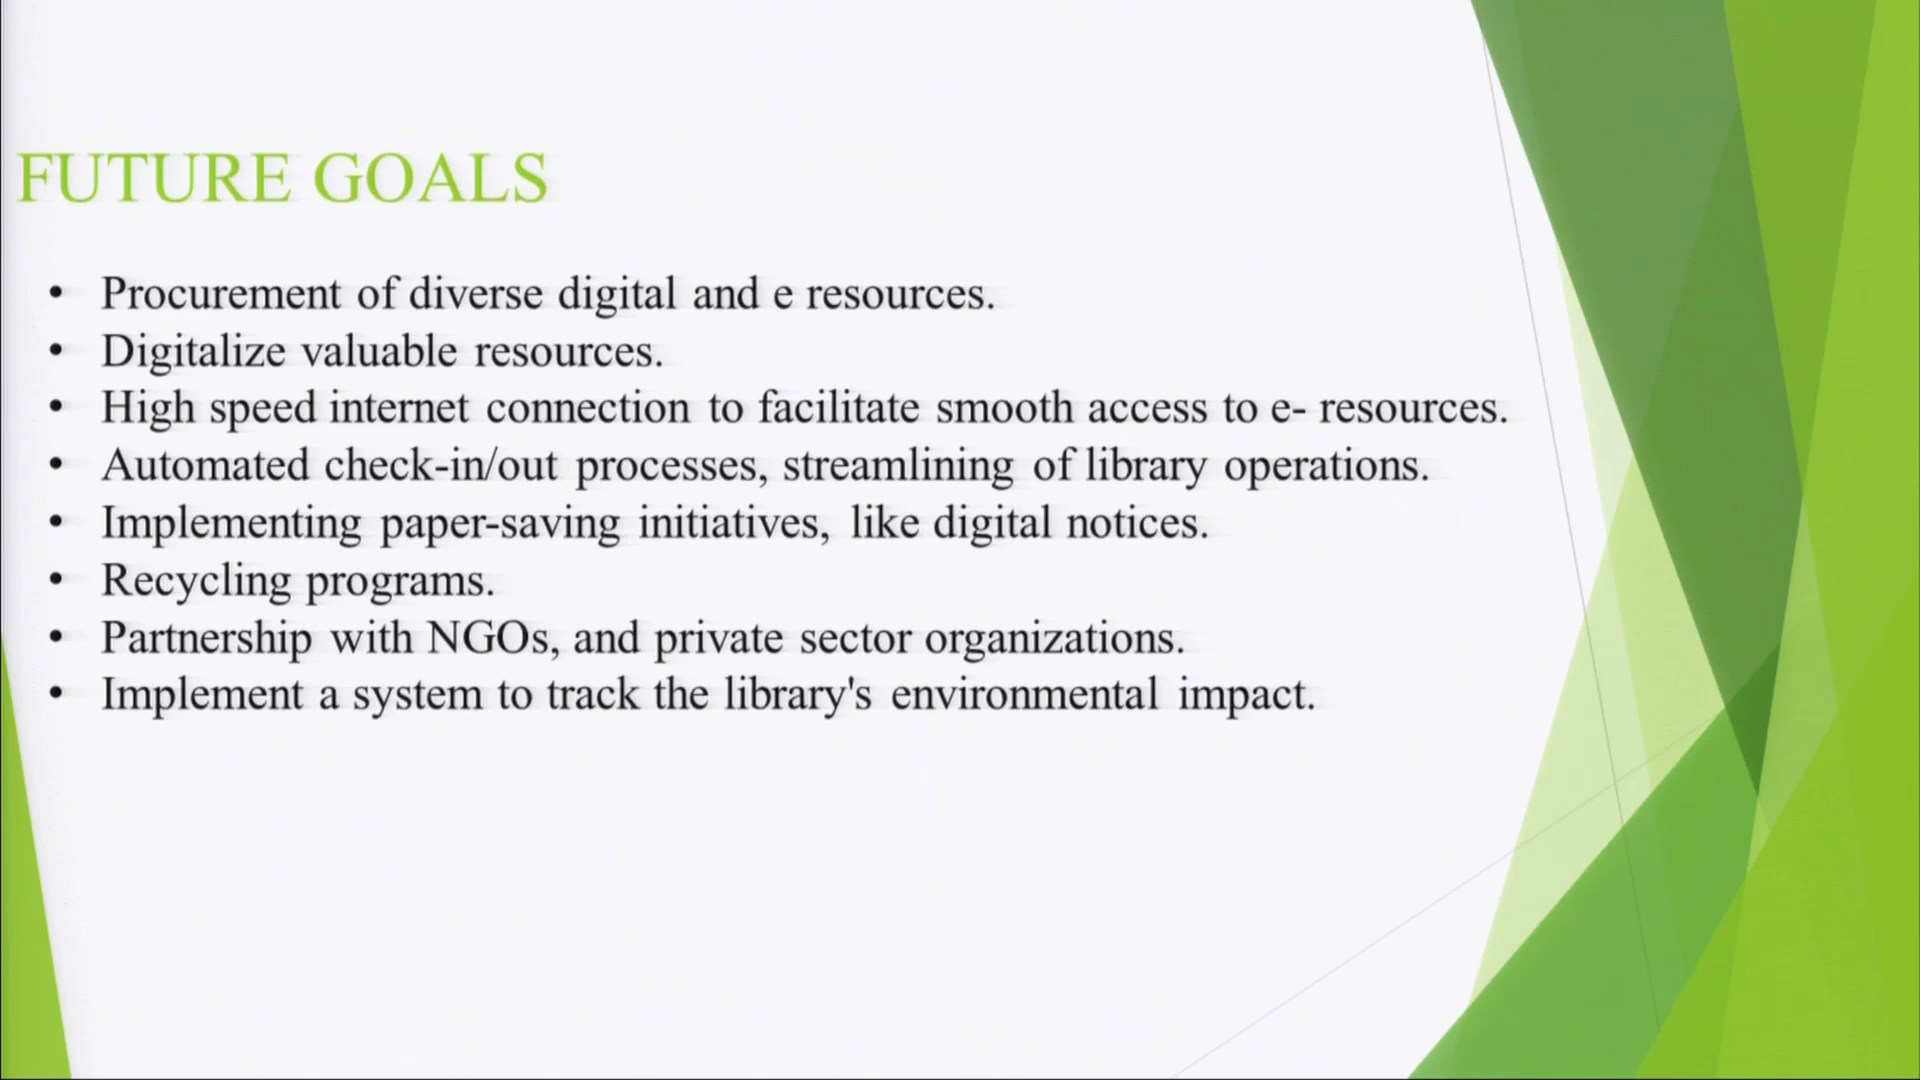 FUTURE GOALS
• Procurement of diverse digital and e resources.
• Digitalize valuable resources.
• High speed internet connection to facilitate smooth access to e- resources.
• Automated check-in/out processes, streamlining of library operations.
• Implementing paper-saving initiatives, like digital notices.
• Recycling programs.
• Partnership with NGOs, and private sector organizations.
• Implement a system to track the library's environmental impact.